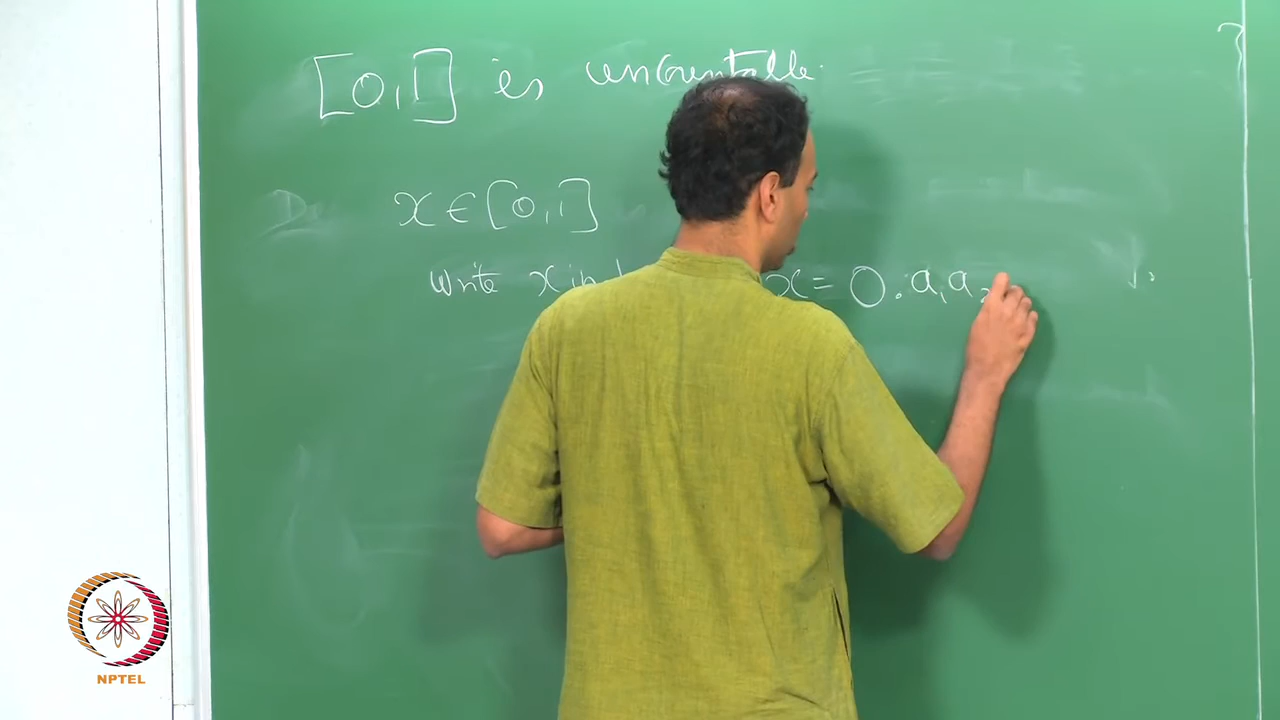 [0,1] is uncountable.
x ∈ [0,1]
Write x in x = 0.a₁a₂
NPTEL